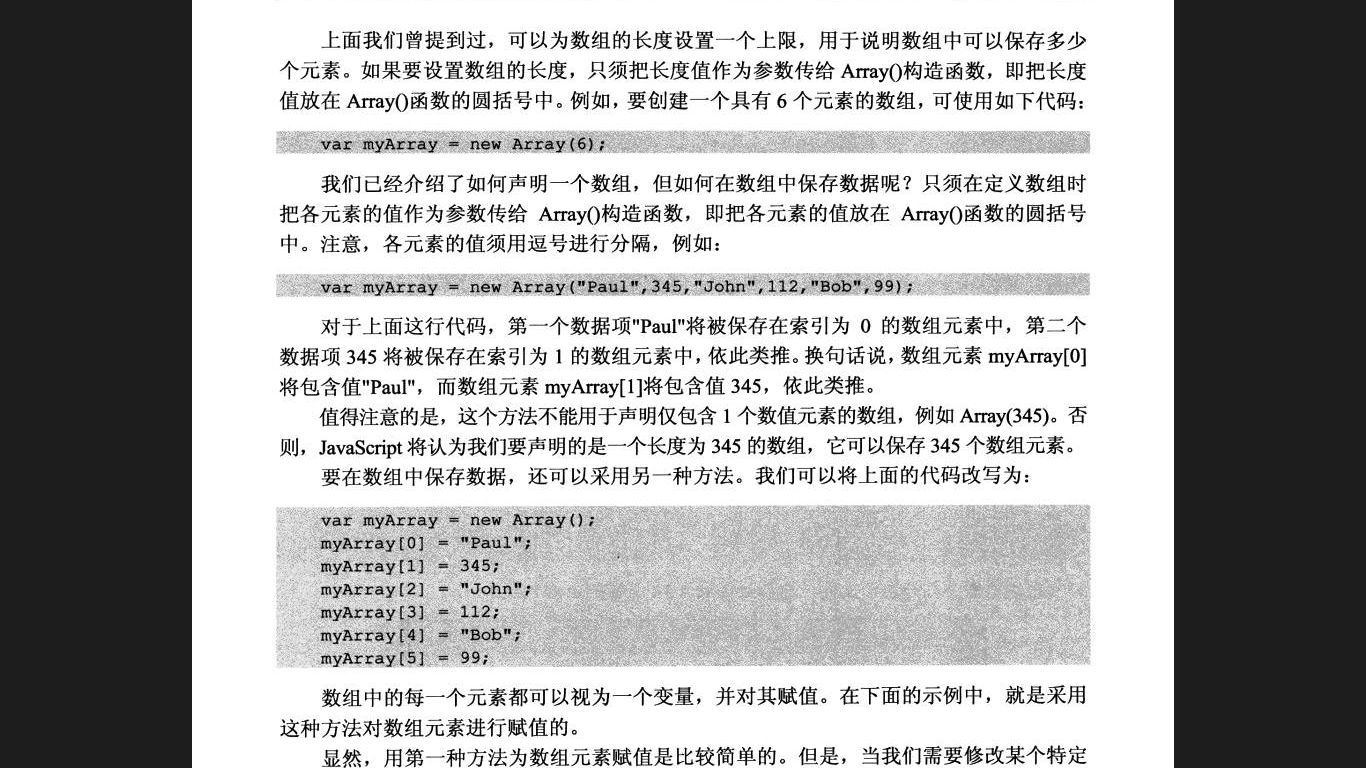 上面我们曾提到过，可以为数组的长度设置一个上限，用于说明数组中可以保存多少
个元素。如果要设置数组的长度，只须把长度值作为参数传给 Array()构造函数，即把长度
值放在 Array()函数的圆括号中。例如，要创建一个具有 6 个元素的数组，可使用如下代码：
var myArray = new Array(6);
我们已经介绍了如何声明一个数组，但如何在数组中保存数据呢？只须在定义数组时
把各元素的值作为参数传给 Array()构造函数，即把各元素的值放在 Array()函数的圆括号
中。注意，各元素的值须用逗号进行分隔，例如：
var myArray = new Array("Paul",345,"John",112,"Bob",99);
对于上面这行代码，第一个数据项"Paul"将被保存在索引为 0 的数组元素中，第二个
数据项 345 将被保存在索引为 1 的数组元素中，依此类推。换句话说，数组元素 myArray[0]
将包含值"Paul"，而数组元素 myArray[1]将包含值 345，依此类推。
值得注意的是，这个方法不能用于声明仅包含 1 个数值元素的数组，例如 Array(345)。否
则，JavaScript 将认为我们要声明的是一个长度为 345 的数组，它可以保存 345 个数组元素。
要在数组中保存数据，还可以采用另一种方法。我们可以将上面的代码改写为：
var myArray = new Array();
myArray[0] = "Paul";
myArray[1] = 345;
myArray[2] = "John";
myArray[3] = 112;
myArray[4] = "Bob";
myArray[5] = 99;
数组中的每一个元素都可以视为一个变量，并对其赋值。在下面的示例中，就是采用
这种方法对数组元素进行赋值的。
显然，用第一种方法为数组元素赋值是比较简单的。但是，当我们需要修改某个特定